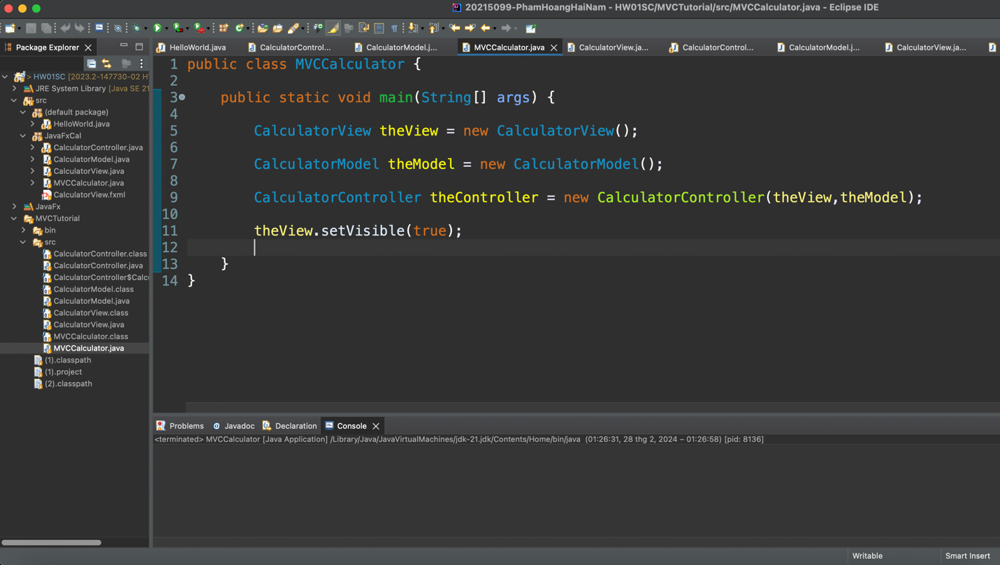 20215099-PhamHoangHaiNam - HW01SC/MVCTutorial/src/MVCCalculator.java - Eclipse IDE
Package Explorer
HelloWorld.java
CalculatorControl...
CalculatorModel.j...
MVCCalculator.java
CalculatorView.ja...
CalculatorControl...
CalculatorModel.j...
CalculatorView.ja...
> HW01SC [2023.2-147730-02 H
JRE System Library [Java SE 21
src
(default package)
HelloWorld.java
JavaFxCal
CalculatorController.java
CalculatorModel.java
CalculatorView.java
MVCCalculator.java
CalculatorView.fxml
JavaFx
MVCTutorial
bin
src
CalculatorController.class
CalculatorController.java
CalculatorController$Calc
CalculatorModel.class
CalculatorModel.java
CalculatorView.class
CalculatorView.java
MVCCalculator.class
MVCCalculator.java
(1).classpath
(1).project
(2).classpath
1 public class MVCCalculator {
2
3 public static void main(String[] args) {
4
5 CalculatorView theView = new CalculatorView();
6
7 CalculatorModel theModel = new CalculatorModel();
8
9 CalculatorController theController = new CalculatorController(theView,theModel);
10
11 theView.setVisible(true);
12
13 }
14 }
Problems @ Javadoc Declaration Console
<terminated> MVCCalculator [Java Application] /Library/Java/JavaVirtualMachines/jdk-21.jdk/Contents/Home/bin/java (01:26:31, 28 thg 2, 2024 – 01:26:58) [pid: 8136]
Writable Smart Insert